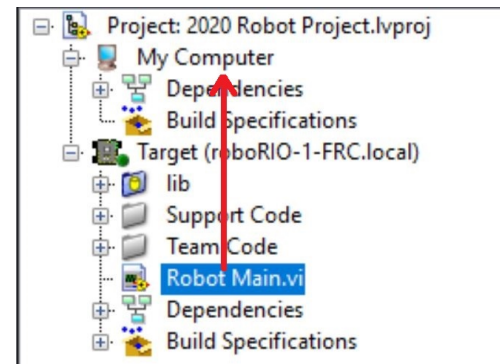 Project: 2020 Robot Project.lvproj
My Computer
Dependencies
Build Specifications
Target (roboRIO-1-FRC.local)
lib
Support Code
Team Code
Robot Main.vi
Dependencies
Build Specifications